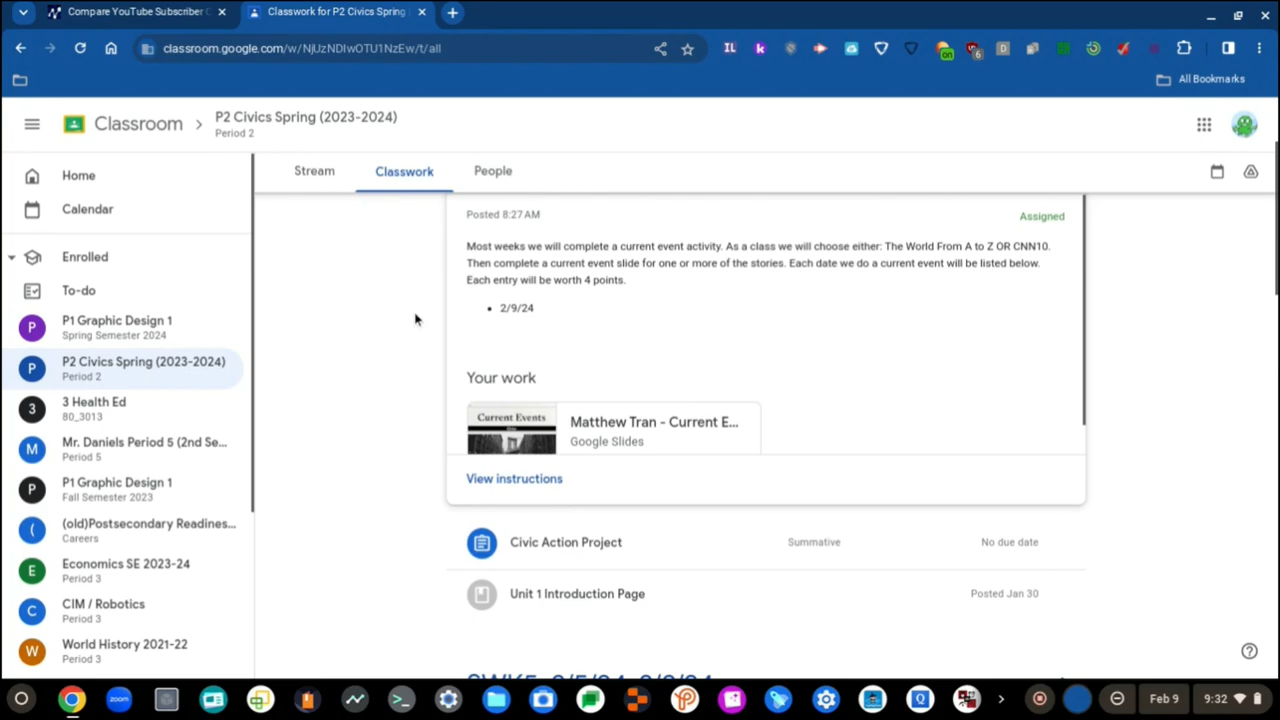 Compare YouTube Subscriber C
Classwork for P2 Civics Spring
classroom.google.com/w/NjUzNDIwOTU1NzEw/t/all
IL
k
on
6
D
All Bookmarks
Classroom
P2 Civics Spring (2023-2024)
Period 2
Home
Calendar
Enrolled
To-do
P
P1 Graphic Design 1
Spring Semester 2024
P
P2 Civics Spring (2023-2024)
Period 2
3
3 Health Ed
80_3013
M
Mr. Daniels Period 5 (2nd Se...
Period 5
P
P1 Graphic Design 1
Fall Semester 2023
(
(old)Postsecondary Readines...
Careers
E
Economics SE 2023-24
Period 3
C
CIM / Robotics
Period 3
W
World History 2021-22
Period 3
Stream
Classwork
People
Posted 8:27 AM
Assigned
Most weeks we will complete a current event activity. As a class we will choose either: The World From A to Z OR CNN10.
Then complete a current event slide for one or more of the stories. Each date we do a current event will be listed below.
Each entry will be worth 4 points.
• 2/9/24
Your work
Current Events
Matthew Tran - Current E...
Google Slides
View instructions
Civic Action Project
Summative
No due date
Unit 1 Introduction Page
Posted Jan 30
zoom
Q
Feb 9
9:32